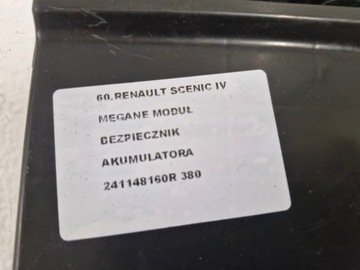 60.RENAULT SCENIC IV
MEGANE MODUŁ
BEZPIECZNIK
AKUMULATORA
241148160R 380